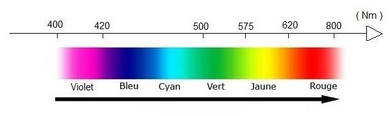 ( Nm )
400 420 500 575 620 800
Violet Bleu Cyan Vert Jaune Rouge